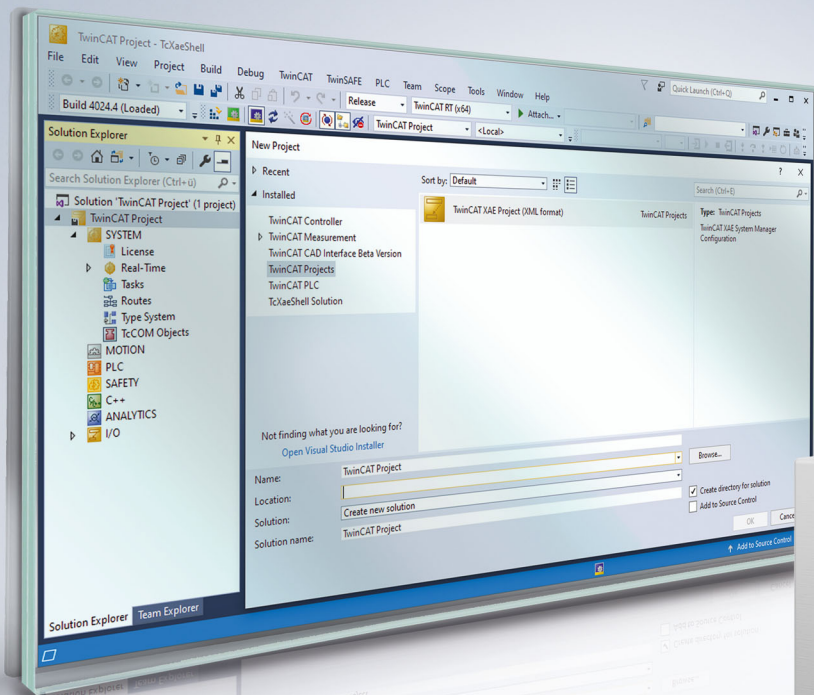 TwinCAT Project - TcXaeShell
Quick Launch (Ctrl+Q)
File Edit View Project Build Debug TwinCAT TwinSAFE PLC Team Scope Tools Window Help
Release TwinCAT RT (x64) Attach...
Build 4024.4 (Loaded) TwinCAT Project <Local>
Solution Explorer
Search Solution Explorer (Ctrl+ü)
Solution 'TwinCAT Project' (1 project)
TwinCAT Project
SYSTEM
License
Real-Time
Tasks
Routes
Type System
TcCOM Objects
MOTION
PLC
SAFETY
C++
ANALYTICS
I/O
Solution Explorer Team Explorer
New Project
? X
Recent
Installed
TwinCAT Controller
TwinCAT Measurement
TwinCAT CAD Interface Beta Version
TwinCAT Projects
TwinCAT PLC
TcXaeShell Solution
Not finding what you are looking for?
Open Visual Studio Installer
Sort by: Default
TwinCAT XAE Project (XML format) TwinCAT Projects
Search (Ctrl+E)
Type: TwinCAT Projects
TwinCAT XAE System Manager
Configuration
Name: TwinCAT Project
Location:
Browse...
Solution: Create new solution
Solution name: TwinCAT Project
Create directory for solution
Add to Source Control
OK Cance
Add to Source Control